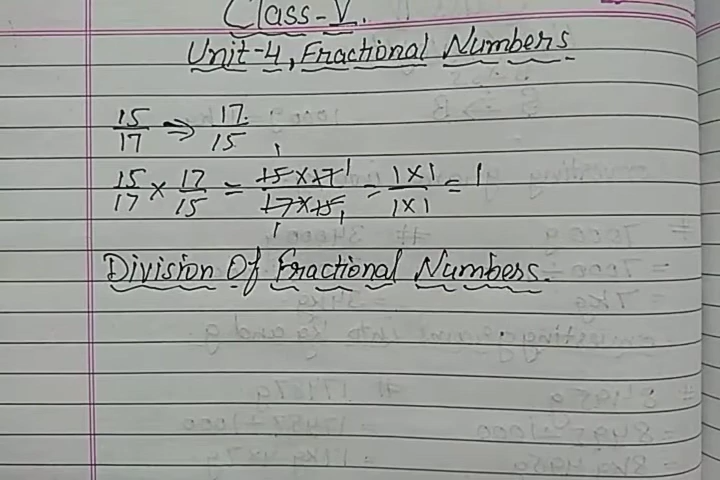 Class-V.
Unit-4, Fractional Numbers
15/17 ⇒ 17/15
15/17 × 17/15 = 15×17/17×15 = 1×1/1×1 = 1
Division Of Fractional Numbers.